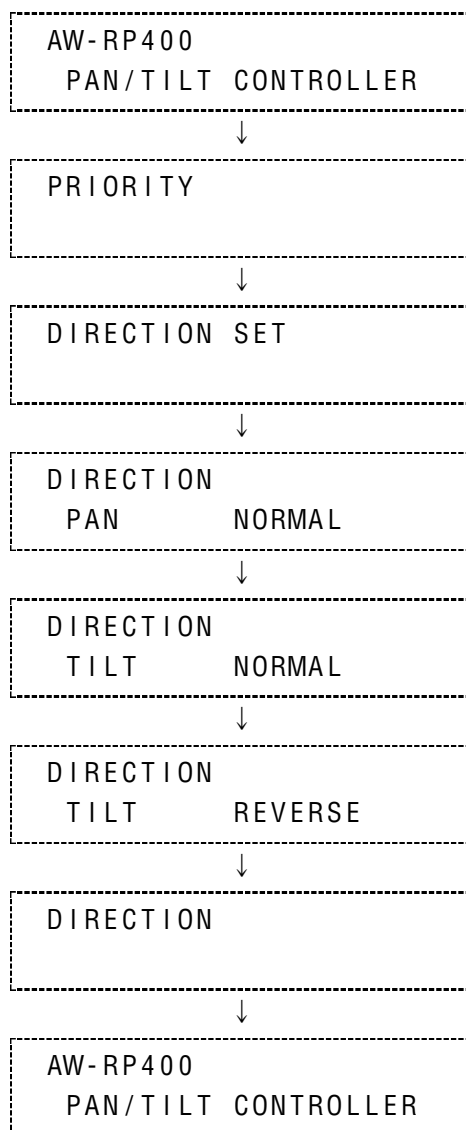 AW-RP400
PAN/TILT CONTROLLER
↓
PRIORITY
↓
DIRECTION SET
↓
DIRECTION
PAN NORMAL
↓
DIRECTION
TILT NORMAL
↓
DIRECTION
TILT REVERSE
↓
DIRECTION
↓
AW-RP400
PAN/TILT CONTROLLER